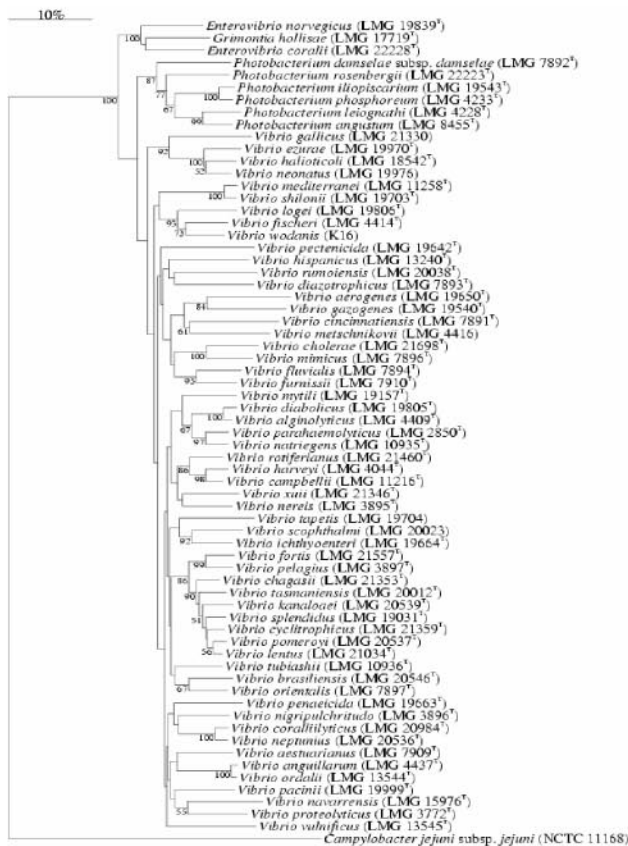 10%
Enterovibrio norvegicus (LMG 19839ᵀ)
Grimontia hollisae (LMG 17719ᵀ)
100
Enterovibrio coralii (LMG 22228ᵀ)
Photobacterium damselae subsp. damselae (LMG 7892ᵀ)
87
Photobacterium rosenbergii (LMG 22223ᵀ)
77
Photobacterium iliopiscarium (LMG 19543ᵀ)
100
100
Photobacterium phosphoreum (LMG 4233ᵀ)
67
Photobacterium leiognathi (LMG 4228ᵀ)
99
Photobacterium angustum (LMG 8455ᵀ)
Vibrio gallicus (LMG 21330)
92
Vibrio ezurae (LMG 19970ᵀ)
100
Vibrio halioticoli (LMG 18542ᵀ)
52
Vibrio neonatus (LMG 19976)
Vibrio mediterranei (LMG 11258ᵀ)
100
Vibrio shilonii (LMG 19703ᵀ)
Vibrio logei (LMG 19806ᵀ)
95
Vibrio fischeri (LMG 4414ᵀ)
73
Vibrio wodanis (K16)
Vibrio pectenicida (LMG 19642ᵀ)
Vibrio hispanicus (LMG 13240ᵀ)
Vibrio rumoiensis (LMG 20038ᵀ)
Vibrio diazotrophicus (LMG 7893ᵀ)
Vibrio aerogenes (LMG 19650ᵀ)
84
Vibrio gazogenes (LMG 19540ᵀ)
Vibrio cincinnatiensis (LMG 7891ᵀ)
61
Vibrio metschnikovii (LMG 4416)
Vibrio cholerae (LMG 21698ᵀ)
100
Vibrio mimicus (LMG 7896ᵀ)
Vibrio fluvialis (LMG 7894ᵀ)
95
Vibrio furnissii (LMG 7910ᵀ)
Vibrio mytili (LMG 19157ᵀ)
Vibrio diabolicus (LMG 19805ᵀ)
100
Vibrio alginolyticus (LMG 4409ᵀ)
67
Vibrio parahaemolyticus (LMG 2850ᵀ)
97
Vibrio natriegens (LMG 10935ᵀ)
Vibrio rotiferianus (LMG 21460ᵀ)
86
Vibrio harveyi (LMG 4044ᵀ)
98
Vibrio campbellii (LMG 11216ᵀ)
Vibrio xuii (LMG 21346ᵀ)
Vibrio nereis (LMG 3895ᵀ)
Vibrio tapetis (LMG 19704)
Vibrio scophthalmi (LMG 20023)
92
Vibrio ichthyoenteri (LMG 19664ᵀ)
Vibrio fortis (LMG 21557ᵀ)
99
Vibrio pelagius (LMG 3897ᵀ)
86
Vibrio chagasii (LMG 21353ᵀ)
90
Vibrio tasmaniensis (LMG 20012ᵀ)
Vibrio kanaloaei (LMG 20539ᵀ)
51
Vibrio splendidus (LMG 19031ᵀ)
Vibrio cyclitrophicus (LMG 21359ᵀ)
Vibrio pomeroyi (LMG 20537ᵀ)
56
Vibrio lentus (LMG 21034ᵀ)
Vibrio tubiashii (LMG 10936ᵀ)
Vibrio brasiliensis (LMG 20546ᵀ)
67
Vibrio orientalis (LMG 7897ᵀ)
Vibrio penaeicida (LMG 19663ᵀ)
Vibrio nigripulchritudo (LMG 3896ᵀ)
Vibrio coralliilyticus (LMG 20984ᵀ)
100
Vibrio neptunius (LMG 20536ᵀ)
Vibrio aestuarianus (LMG 7909ᵀ)
Vibrio anguillarum (LMG 4437ᵀ)
100
Vibrio ordalii (LMG 13544ᵀ)
Vibrio pacinii (LMG 19999ᵀ)
Vibrio navarrensis (LMG 15976ᵀ)
55
Vibrio proteolyticus (LMG 3772ᵀ)
Vibrio vulnificus (LMG 13545ᵀ)
Campylobacter jejuni subsp. jejuni (NCTC 11168)